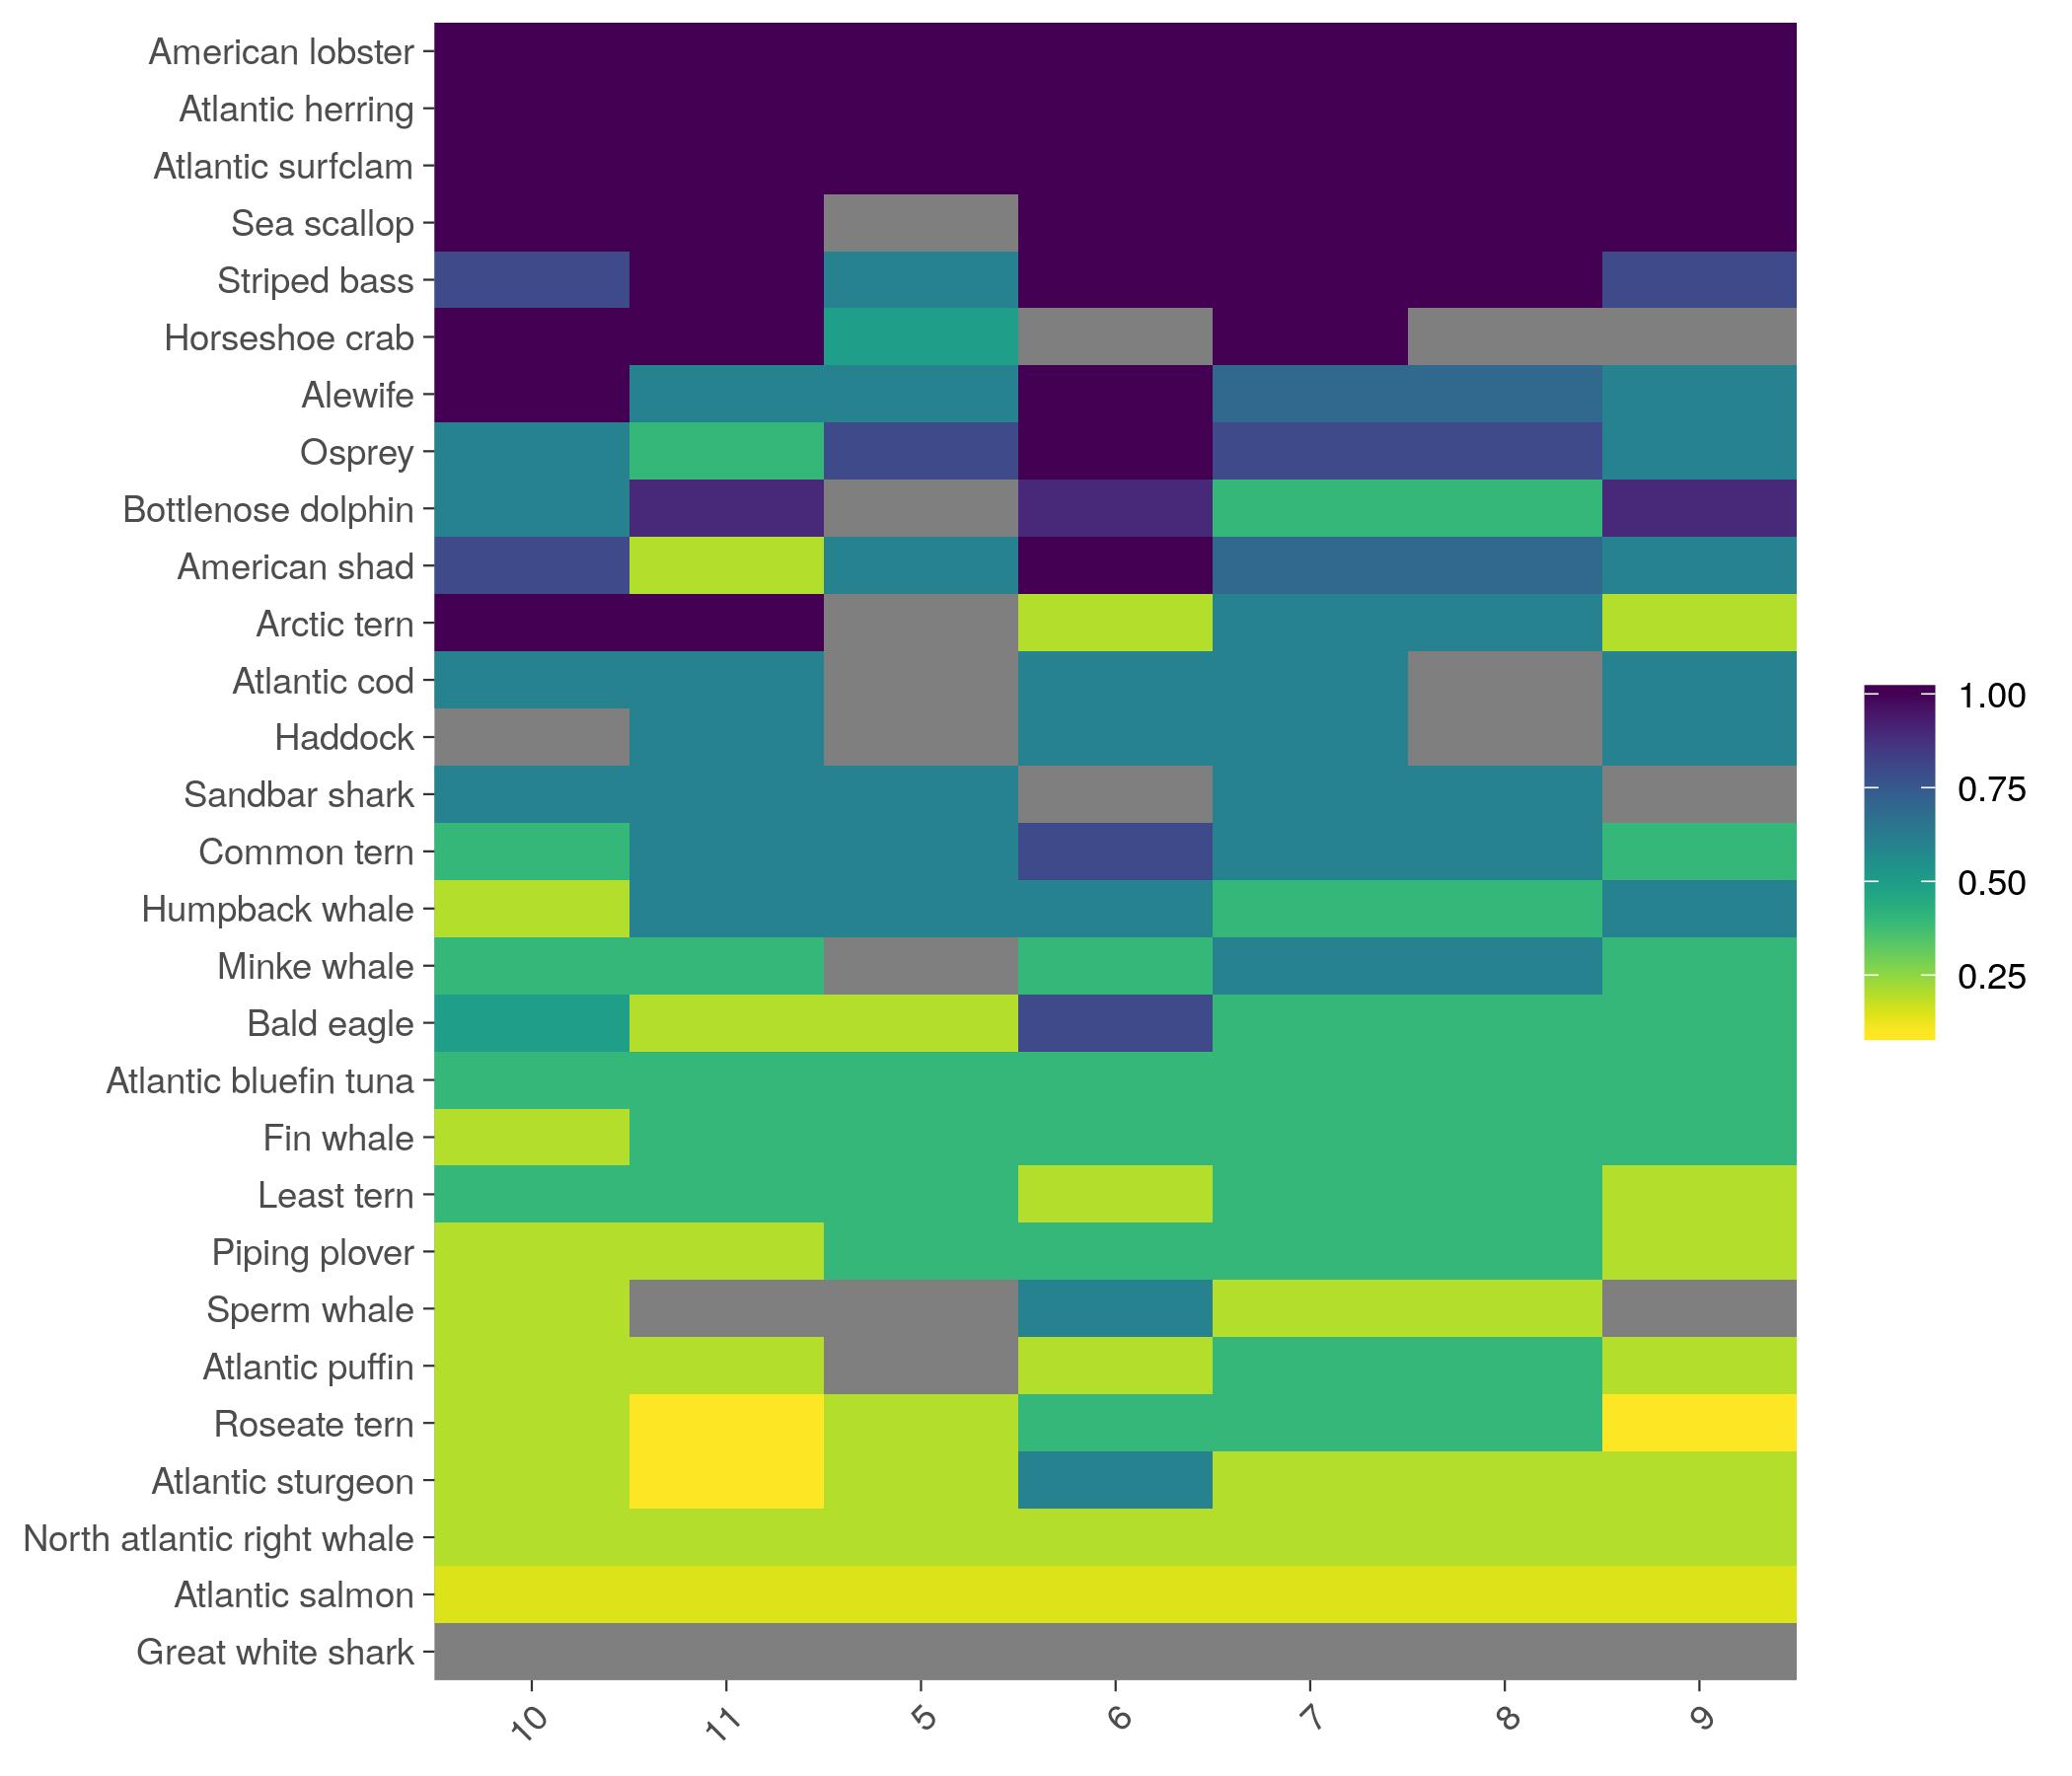 American lobster
Atlantic herring
Atlantic surfclam
Sea scallop
Striped bass
Horseshoe crab
Alewife
Osprey
Bottlenose dolphin
American shad
Arctic tern
Atlantic cod
Haddock
Sandbar shark
Common tern
Humpback whale
Minke whale
Bald eagle
Atlantic bluefin tuna
Fin whale
Least tern
Piping plover
Sperm whale
Atlantic puffin
Roseate tern
Atlantic sturgeon
North atlantic right whale
Atlantic salmon
Great white shark
10 11 5 6 7 8 9
1.00
0.75
0.50
0.25